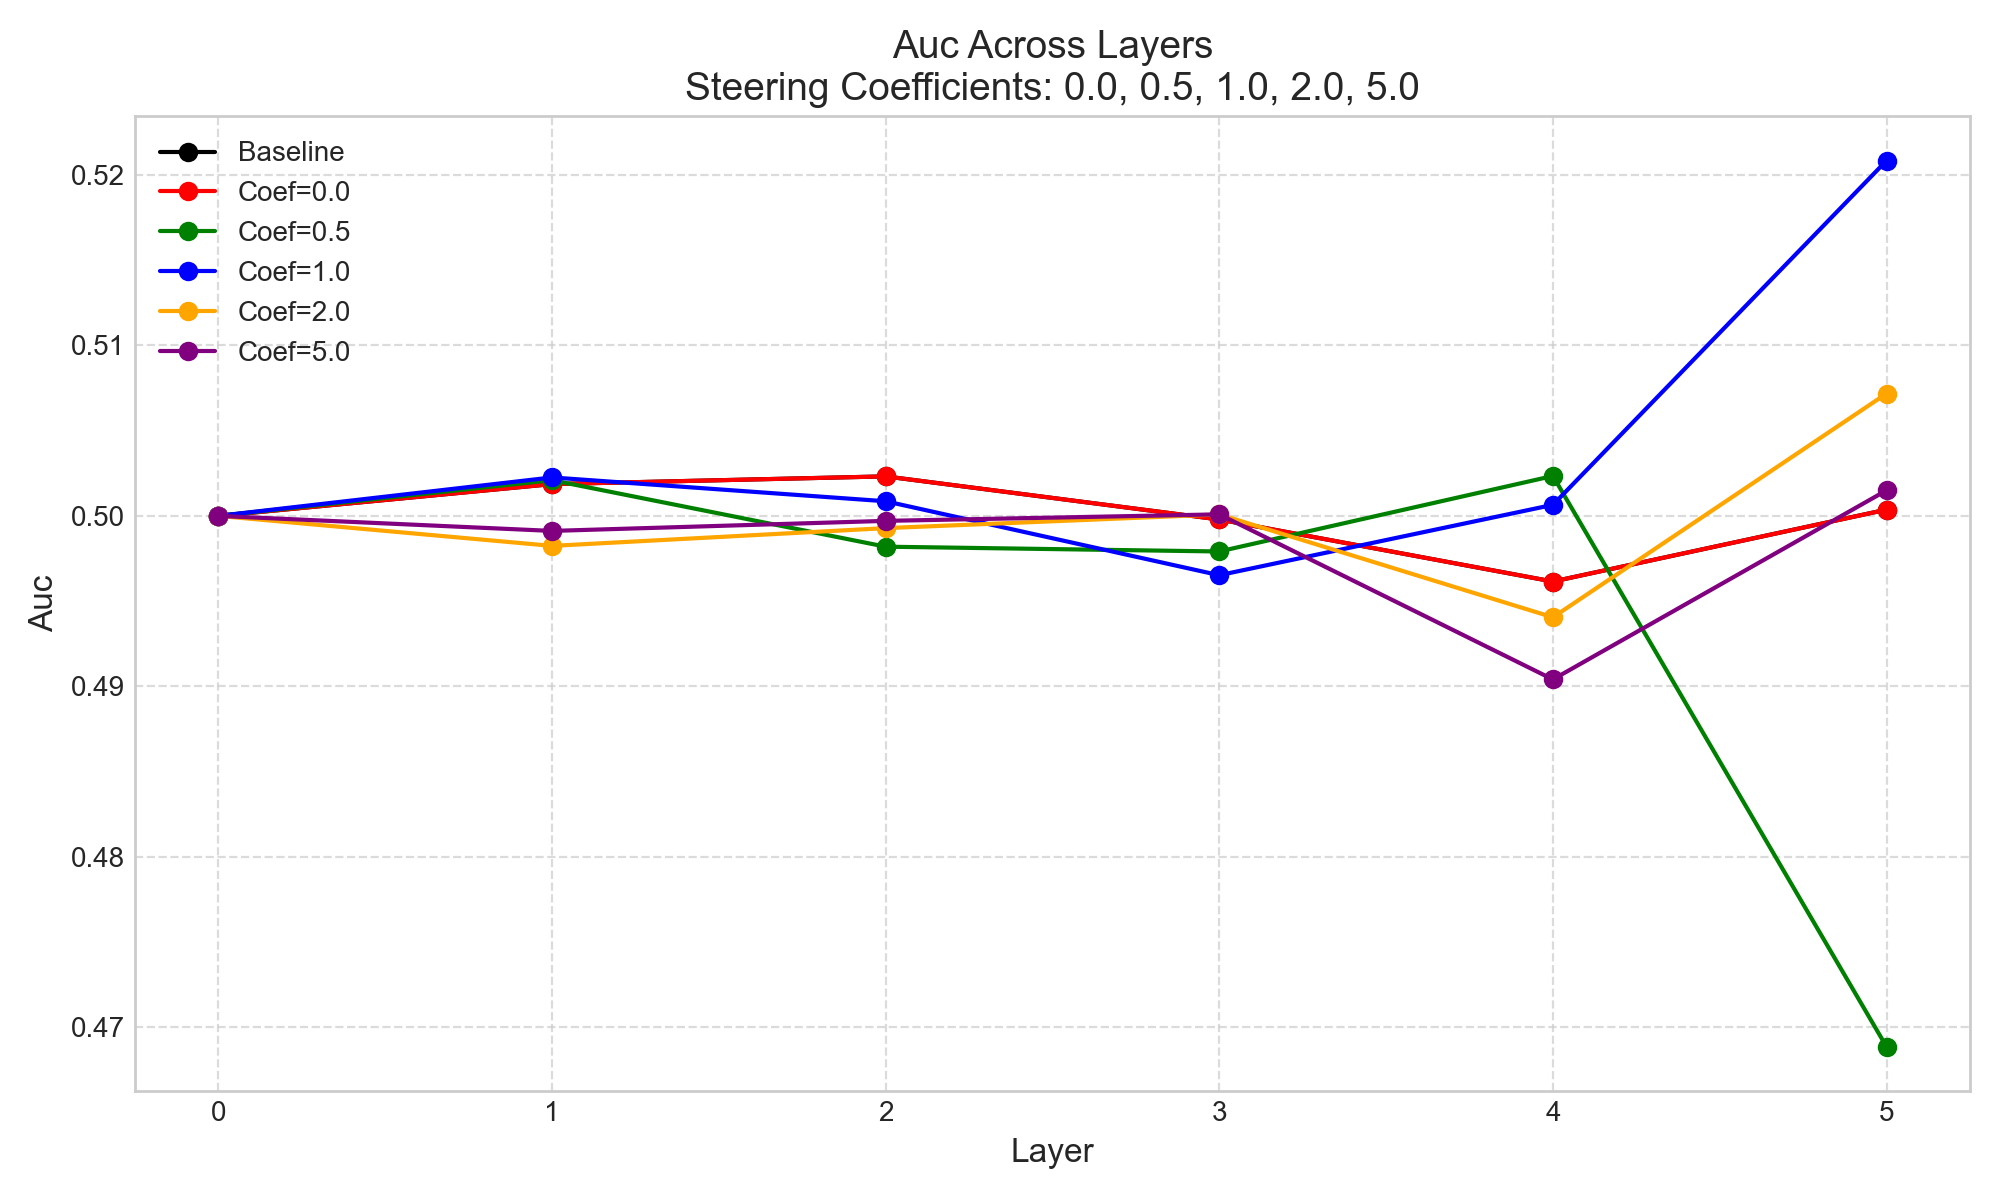 Auc Across Layers
Steering Coefficients: 0.0, 0.5, 1.0, 2.0, 5.0
Baseline
Coef=0.0
Coef=0.5
Coef=1.0
Coef=2.0
Coef=5.0
0.52
0.51
0.50
0.49
0.48
0.47
Auc
0 1 2 3 4 5
Layer